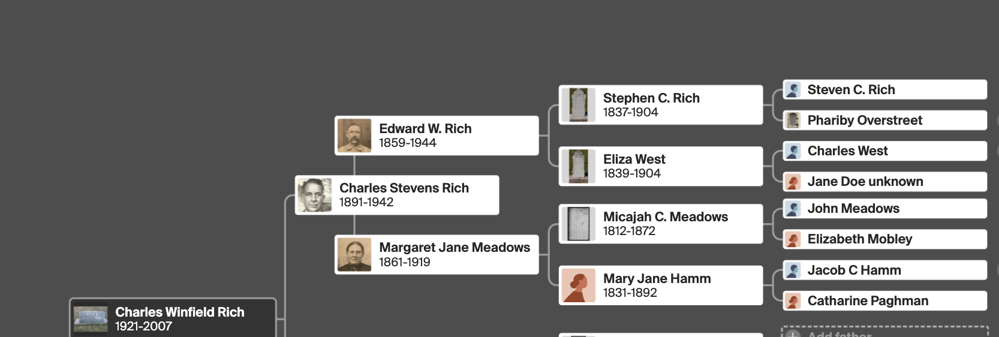 Steven C. Rich
Stephen C. Rich
1837-1904
Phariby Overstreet
Edward W. Rich
1859-1944
Charles West
Eliza West
1839-1904
Jane Doe unknown
Charles Stevens Rich
1891-1942
John Meadows
Micajah C. Meadows
1812-1872
Elizabeth Mobley
Margaret Jane Meadows
1861-1919
Jacob C Hamm
Mary Jane Hamm
1831-1892
Catharine Paghman
Charles Winfield Rich
1921-2007
Add father